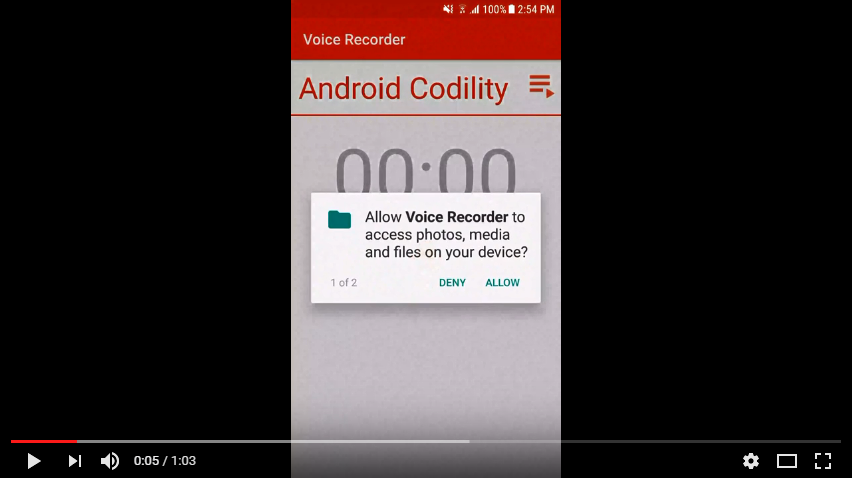 100% 2:54 PM
Voice Recorder
Android Codility
00:00
Allow Voice Recorder to
access photos, media
and files on your device?
1 of 2 DENY ALLOW
0:05 / 1:03